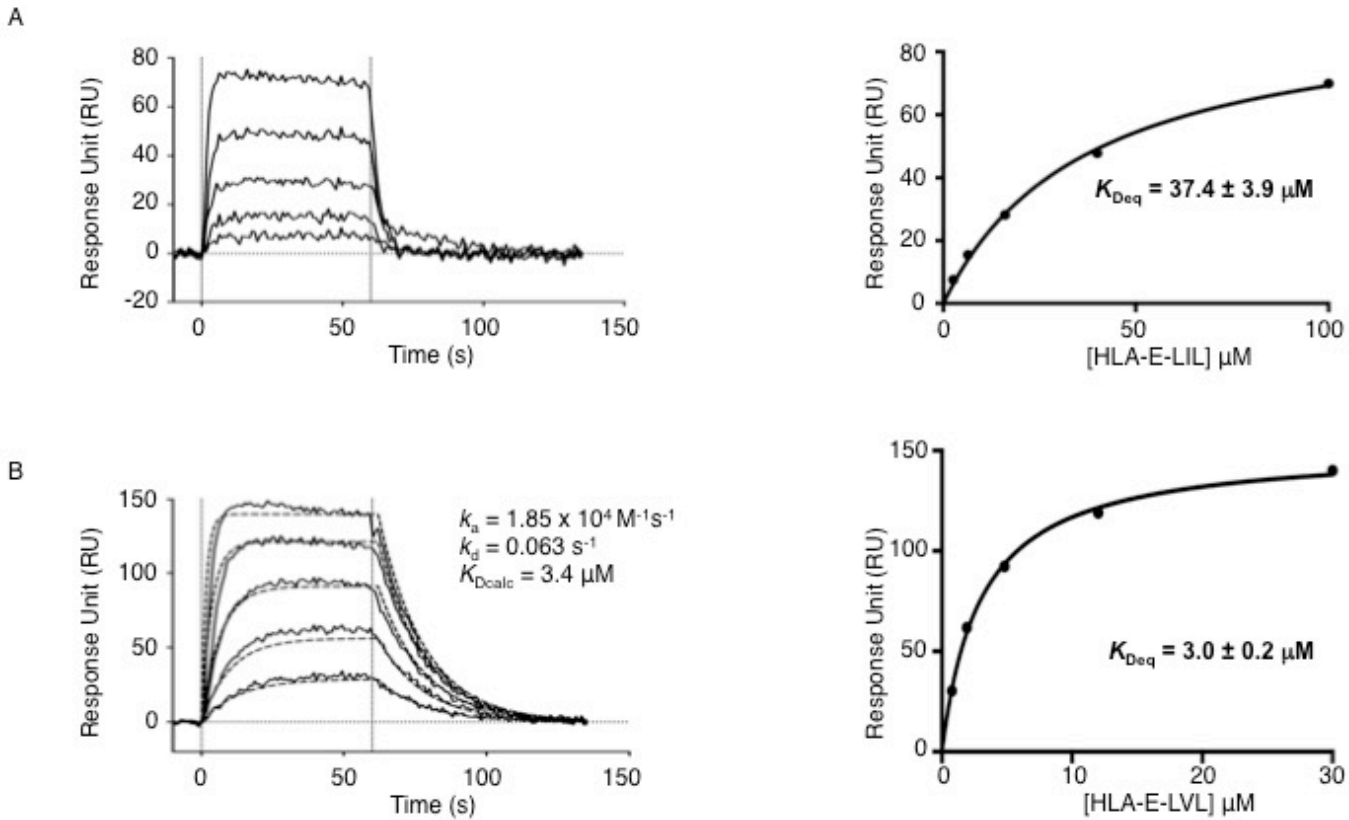 A
Response Unit (RU)
80
60
40
20
0
-20
0
50
100
150
Time (s)
Response Unit (RU)
80
60
40
20
0
K_Deq = 37.4 ± 3.9 µM
0
50
100
[HLA-E-LIL] µM
B
Response Unit (RU)
150
100
50
0
kₐ = 1.85 x 10⁴ M⁻¹s⁻¹
k_d = 0.063 s⁻¹
K_Dcalc = 3.4 µM
0
50
100
150
Time (s)
Response Unit (RU)
150
100
50
0
K_Deq = 3.0 ± 0.2 µM
0
10
20
30
[HLA-E-LVL] µM